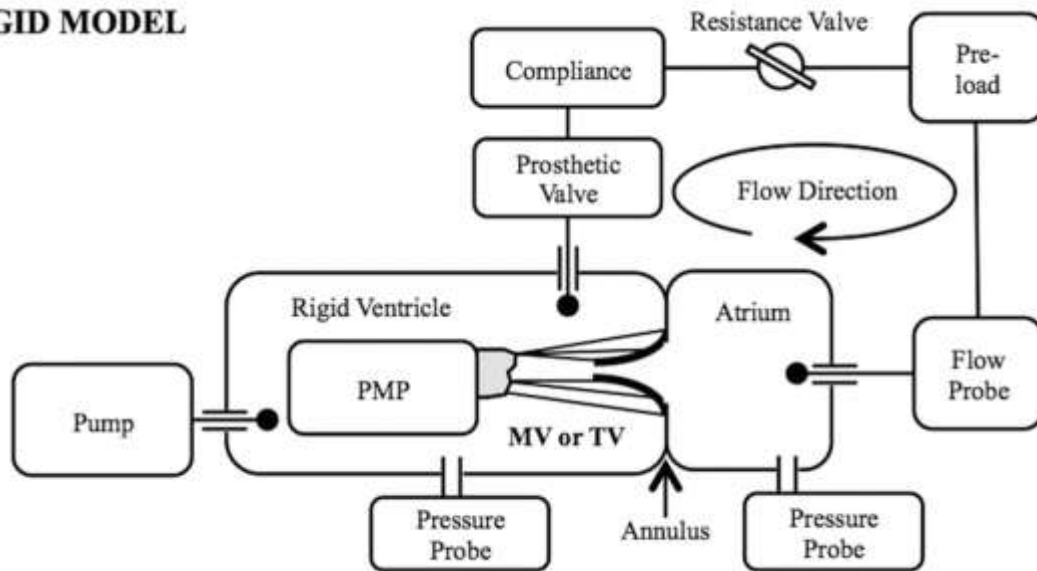 GID MODEL
Resistance Valve
Compliance
Pre-
load
Prosthetic
Valve
Flow Direction
Rigid Ventricle
Atrium
PMP
Flow
Probe
Pump
MV or TV
Pressure
Probe
Annulus
Pressure
Probe